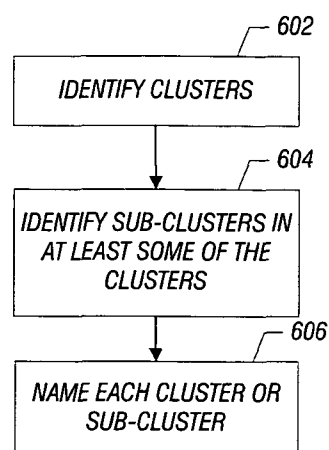 602
IDENTIFY CLUSTERS
604
IDENTIFY SUB-CLUSTERS IN
AT LEAST SOME OF THE
CLUSTERS
606
NAME EACH CLUSTER OR
SUB-CLUSTER